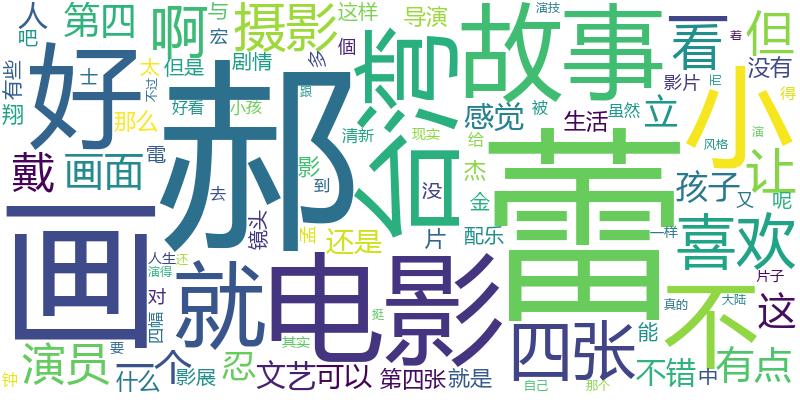 人
吧
第四
啊
与
宏
摄影
这样
导演
個
多
故事
演技
一
看
但
着
没有
有些
翔
好
士
太
但是
剧情
不过
那么
好看
小孩
跟
郝
台湾
清新
现实
感觉
被
虽然
影片
立
生活
小
得
演
风格
让
戴
画面
電
影
到
去
没
给
杰
金
蕾
孩子
又
呢
画
就
镜头
还是
片
配乐
一样
喜欢
人生
还
演得
对
四幅
电影
四张
不
这
片子
大陆
真的
能
挺
其实
演员
一个
要
钟
什么
影展
忍
文艺
可以
第四张
就是
自己
那个
不错
中
有点